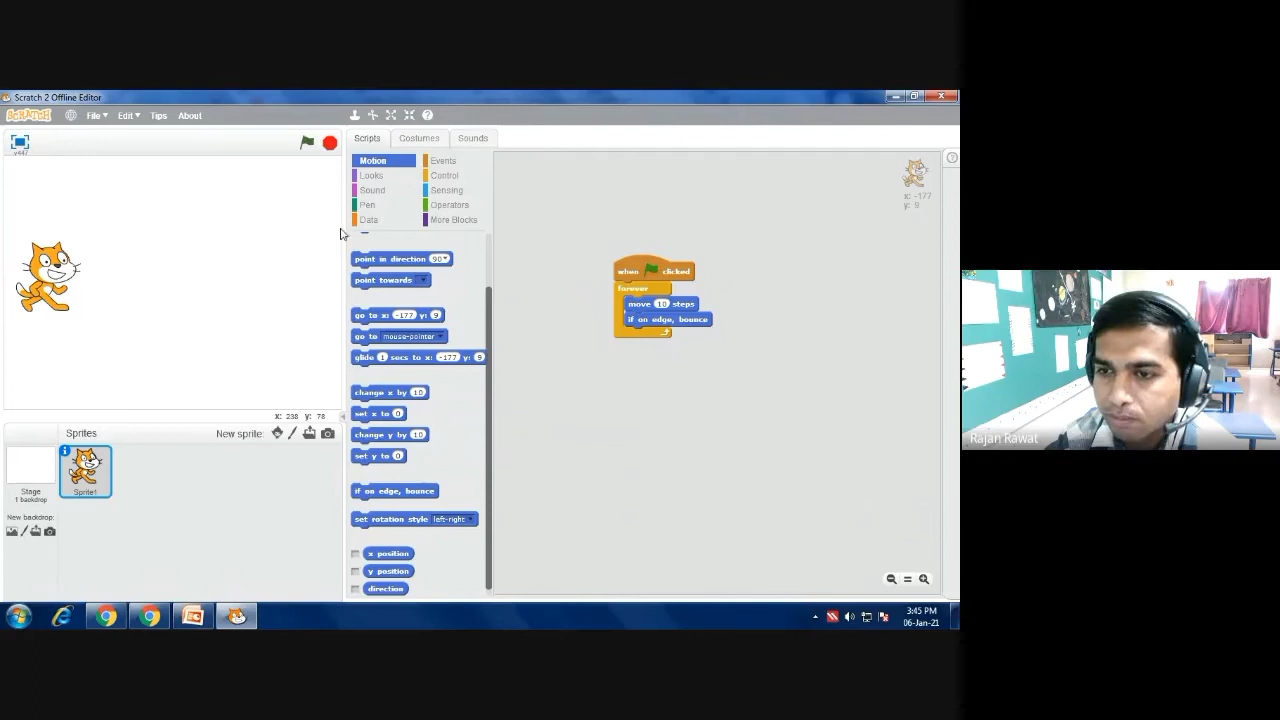 Scratch 2 Offline Editor
SCRATCH File Edit Tips About
v447
Scripts Costumes Sounds
Motion Events
Looks Control
Sound Sensing
Pen Operators
Data More Blocks
x: -177
y: 9
point in direction 90
point towards
go to x: -177 y: 9
go to mouse-pointer
glide 1 secs to x: -177 y: 9
change x by 10
set x to 0
change y by 10
set y to 0
if on edge, bounce
set rotation style left-right
x position
y position
direction
when clicked
forever
move 10 steps
if on edge, bounce
x: 238 y: 78
Sprites New sprite:
Stage
1 backdrop
Sprite1
New backdrop:
3:45 PM
06-Jan-21
Rajan Rawat